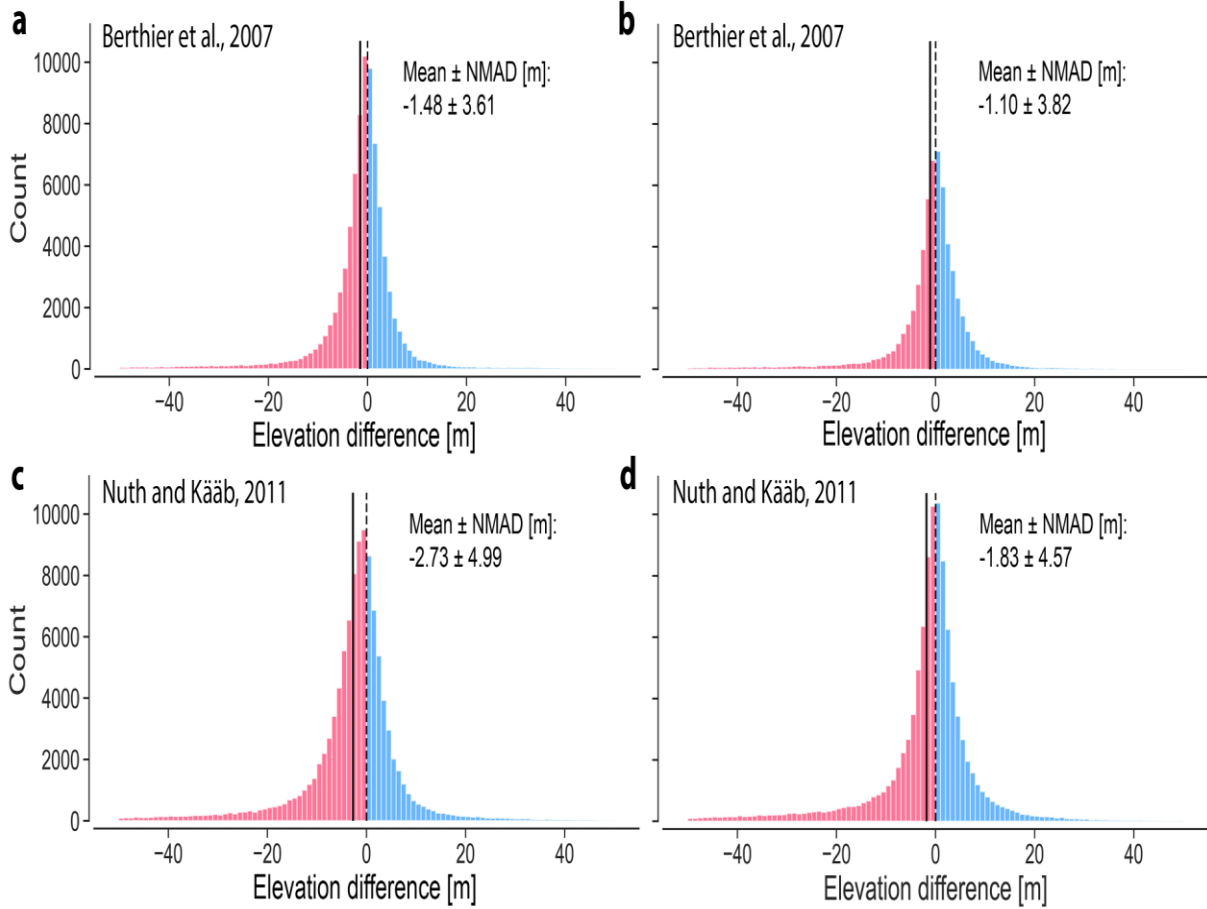 a
Berthier et al., 2007
Mean ± NMAD [m]:
-1.48 ± 3.61
Count
10000
8000
6000
4000
2000
0
−40
−20
0
20
40
Elevation difference [m]
b
Berthier et al., 2007
Mean ± NMAD [m]:
-1.10 ± 3.82
−40
−20
0
20
40
Elevation difference [m]
c
Nuth and Kääb, 2011
Mean ± NMAD [m]:
-2.73 ± 4.99
Count
10000
8000
6000
4000
2000
0
−40
−20
0
20
40
Elevation difference [m]
d
Nuth and Kääb, 2011
Mean ± NMAD [m]:
-1.83 ± 4.57
−40
−20
0
20
40
Elevation difference [m]